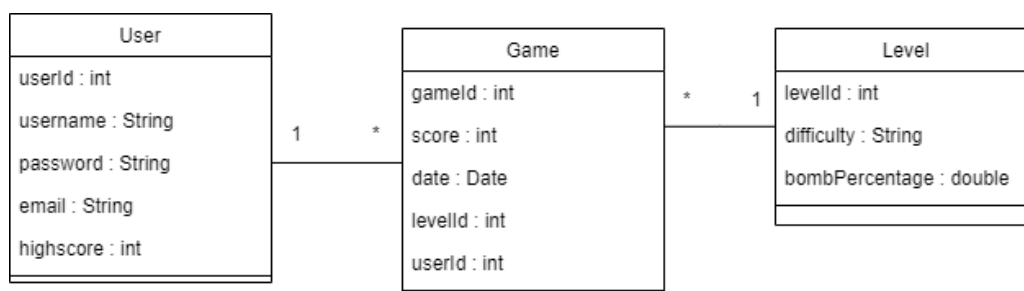 User
userId : int
username : String
password : String
email : String
highscore : int
1
*
Game
gameId : int
score : int
date : Date
levelId : int
userId : int
*
1
Level
levelId : int
difficulty : String
bombPercentage : double